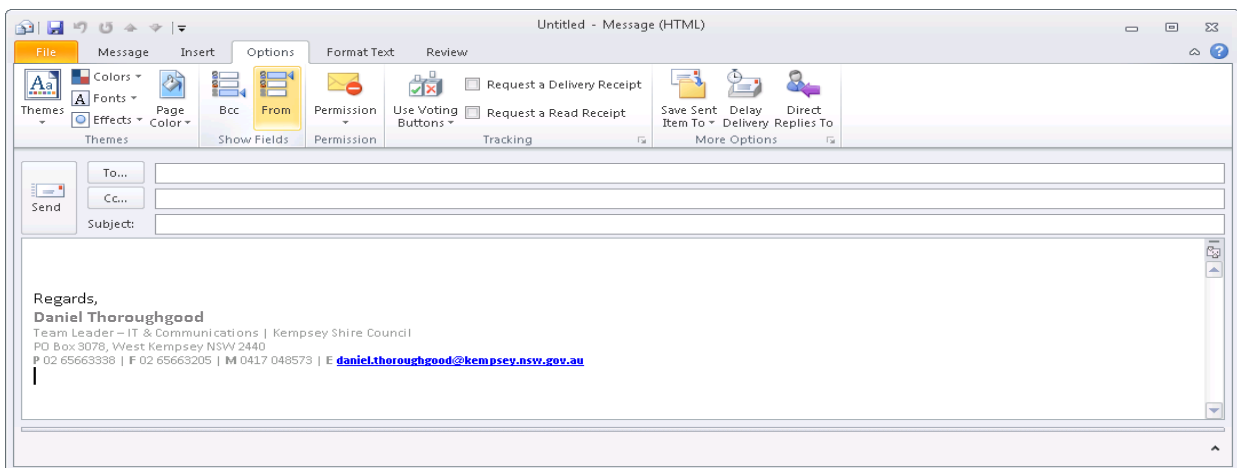 Untitled - Message (HTML)
File Message Insert Options Format Text Review
Themes
Aa
Colors
A Fonts
Effects
Page Color
Themes
Bcc From
Show Fields
Permission
Permission
Use Voting Buttons
Request a Delivery Receipt
Request a Read Receipt
Tracking
Save Sent Item To
Delay Delivery
Direct Replies To
More Options
Send
To...
Cc...
Subject:
Regards,
Daniel Thoroughgood
Team Leader – IT & Communications | Kempsey Shire Council
PO Box 3078, West Kempsey NSW 2440
P 02 65663338 | F 02 65663205 | M 0417 048573 | E daniel.thoroughgood@kempsey.nsw.gov.au